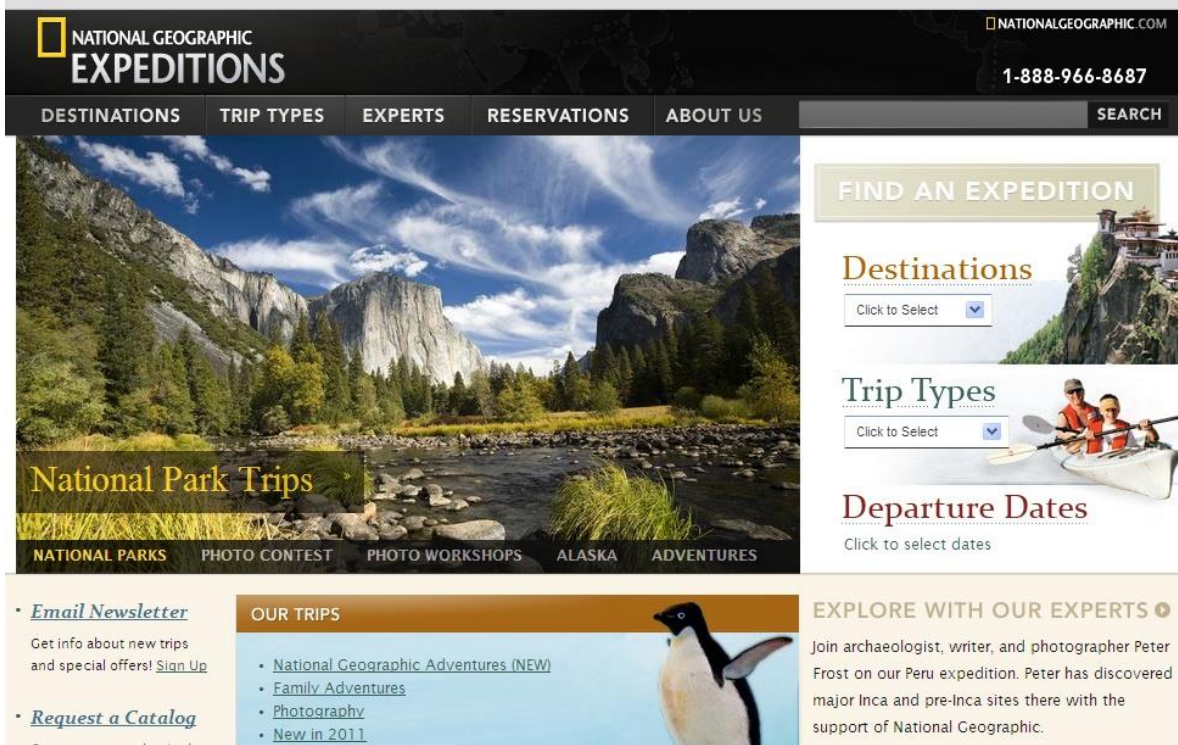 NATIONAL GEOGRAPHIC
EXPEDITIONS
NATIONALGEOGRAPHIC.COM
1-888-966-8687
DESTINATIONS TRIP TYPES EXPERTS RESERVATIONS ABOUT US SEARCH
National Park Trips
NATIONAL PARKS PHOTO CONTEST PHOTO WORKSHOPS ALASKA ADVENTURES
FIND AN EXPEDITION
Destinations
Click to Select
Trip Types
Click to Select
Departure Dates
Click to select dates
• Email Newsletter
Get info about new trips
and special offers! Sign Up
• Request a Catalog
OUR TRIPS
• National Geographic Adventures (NEW)
• Family Adventures
• Photography
• New in 2011
EXPLORE WITH OUR EXPERTS
Join archaeologist, writer, and photographer Peter
Frost on our Peru expedition. Peter has discovered
major Inca and pre-Inca sites there with the
support of National Geographic.